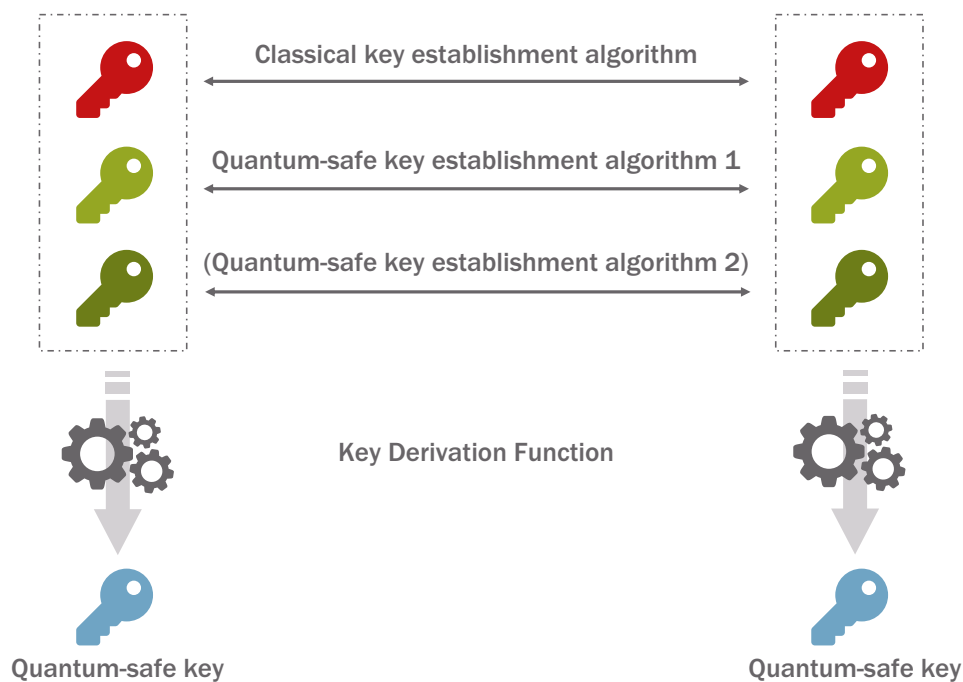 Classical key establishment algorithm
Quantum-safe key establishment algorithm 1
(Quantum-safe key establishment algorithm 2)
Key Derivation Function
Quantum-safe key
Quantum-safe key